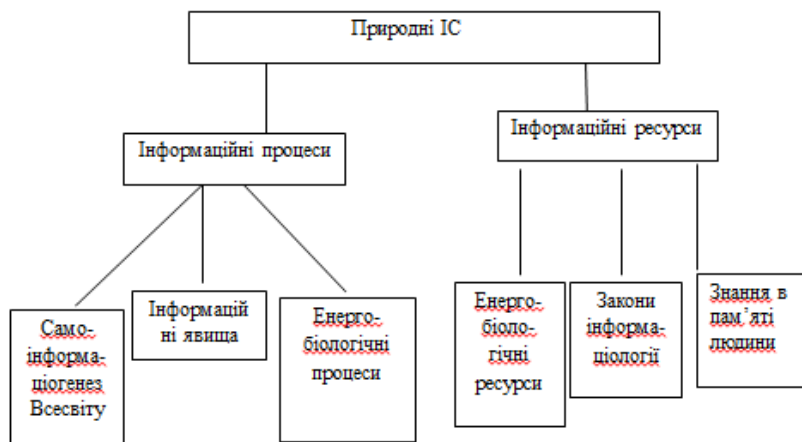 Природні ІС
Інформаційні процеси
Інформаційні ресурси
Само-
інформа-
ціогенез
Всесвіту
Інформацій
ні явища
Енерго-
біологічні
процеси
Енерго-
біоло-
гічні
ресурси
Закони
інформа-
ціології
Знання в
пам’яті
людини